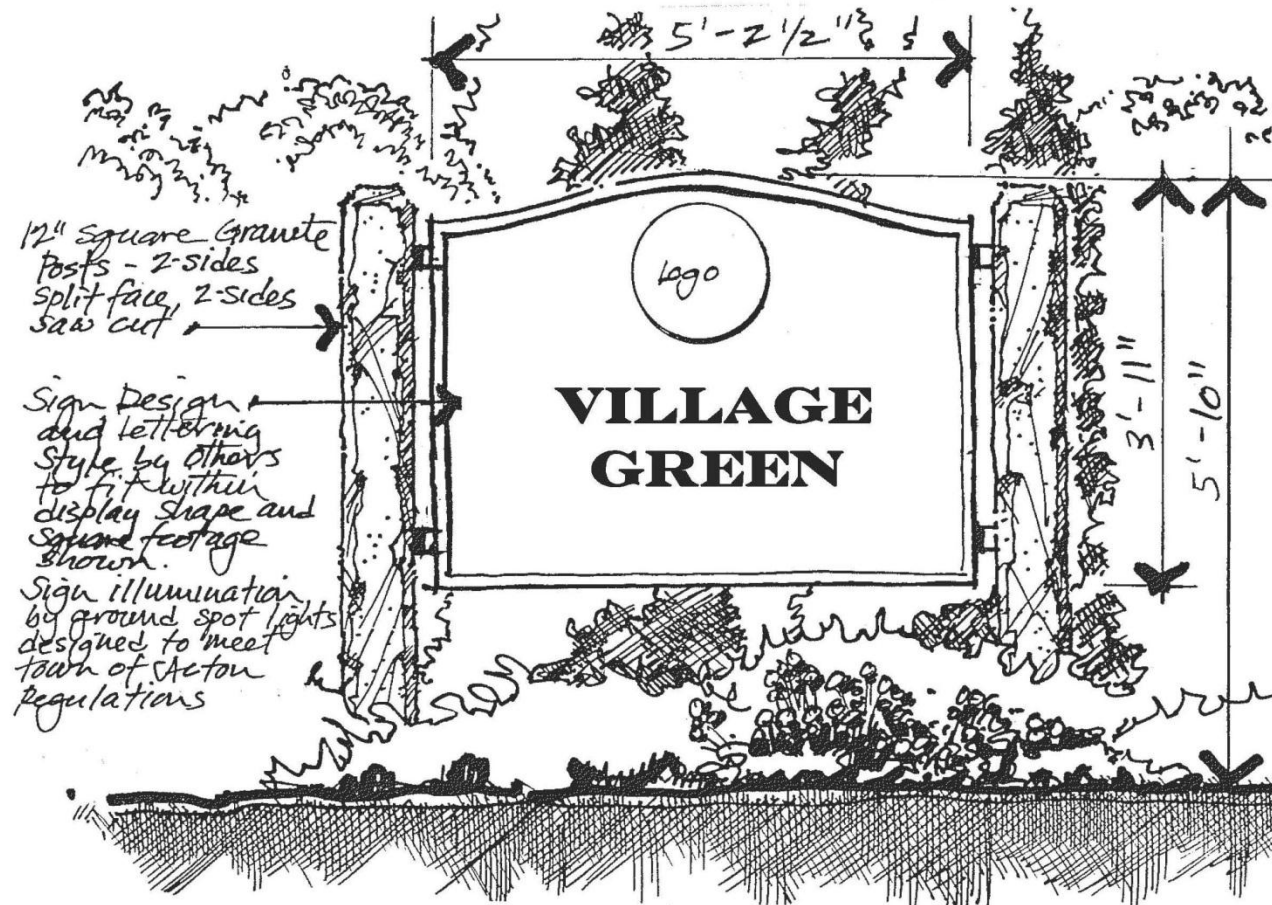 5'-2 1/2"
12" square Granite
Posts - 2-sides
split face, 2-sides
saw cut
Logo
VILLAGE
GREEN
3'-11"
5'-10"
Sign Design
and lettering
style by others
to fit within
display shape and
square footage
shown.
Sign illumination
by ground spot lights
designed to meet
town of Acton
Regulations